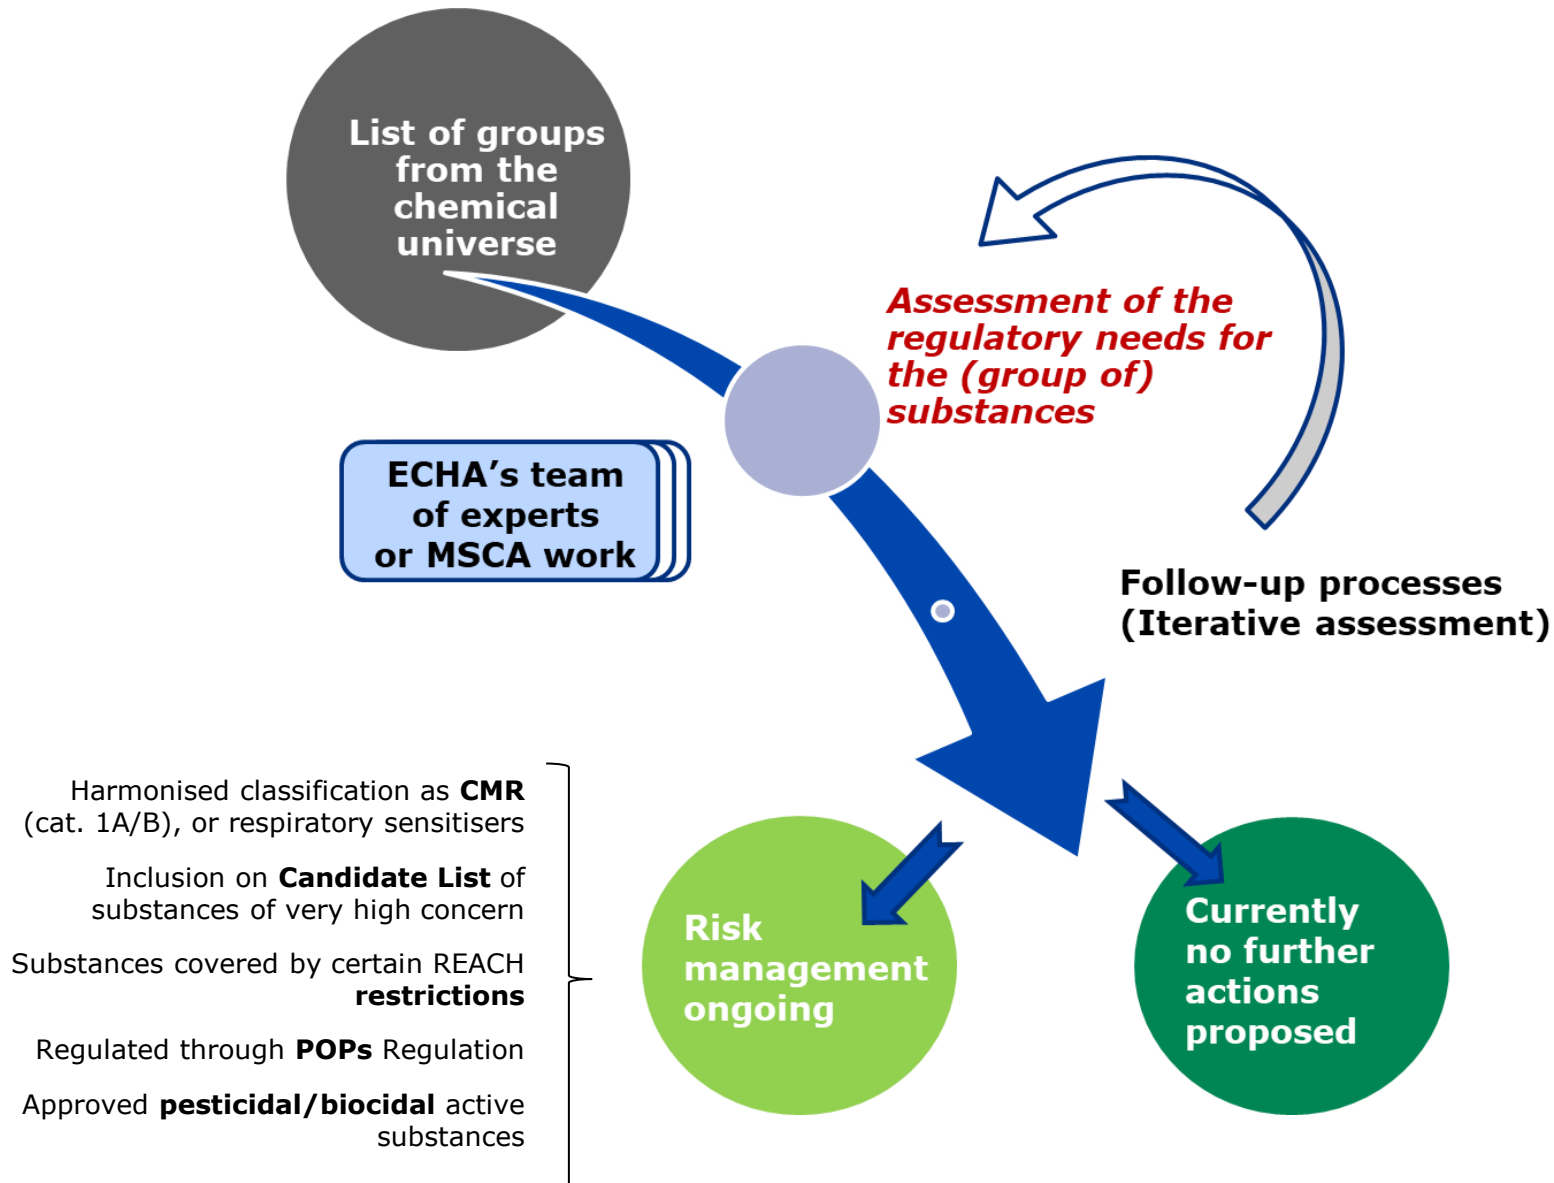 List of groups
from the
chemical
universe
Assessment of the
regulatory needs for
the (group of)
substances
ECHA’s team
of experts
or MSCA work
Follow-up processes
(Iterative assessment)
Harmonised classification as CMR
(cat. 1A/B), or respiratory sensitisers
Inclusion on Candidate List of
substances of very high concern
Substances covered by certain REACH
restrictions
Regulated through POPs Regulation
Approved pesticidal/biocidal active
substances
Risk
management
ongoing
Currently
no further
actions
proposed